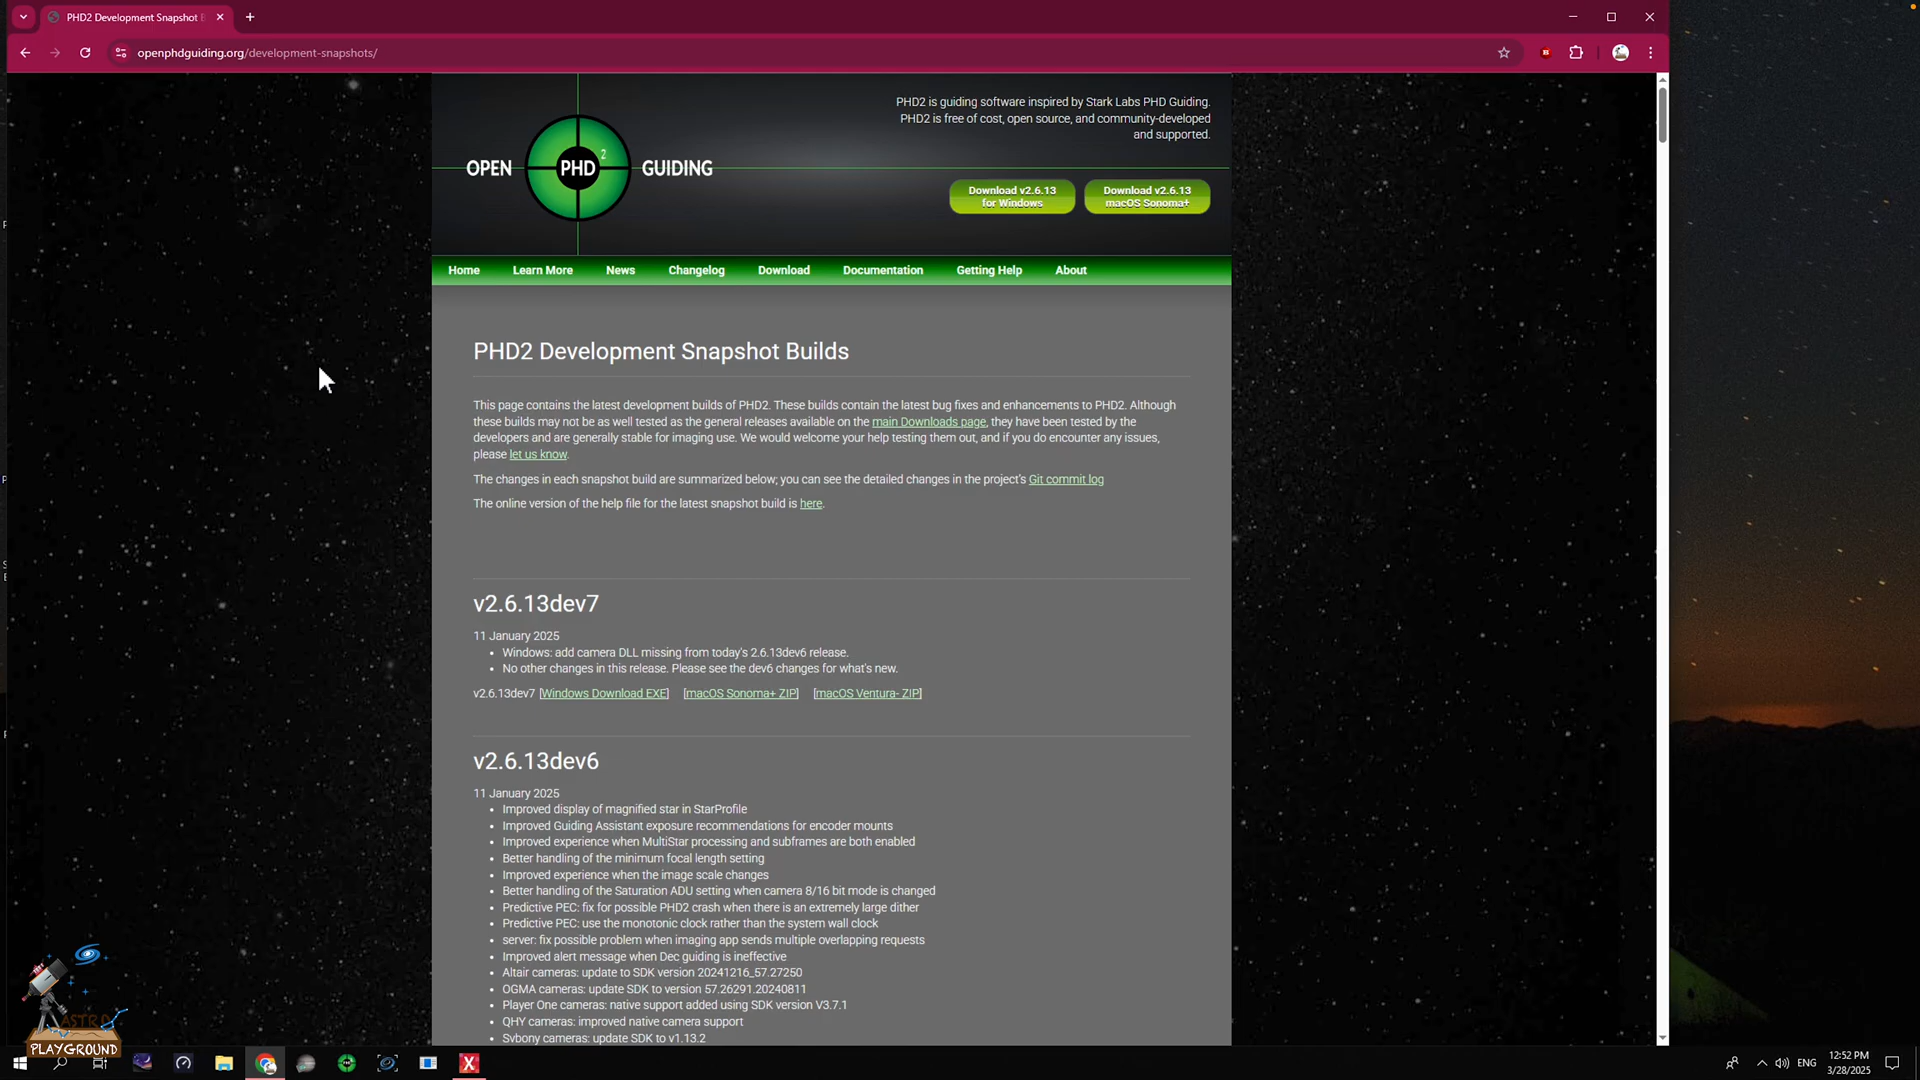 PHD2 Development Snapshot B
openphdguiding.org/development-snapshots/
PHD2 is guiding software inspired by Stark Labs PHD Guiding.
PHD2 is free of cost, open source, and community-developed
and supported.
OPEN PHD 2 GUIDING
Download v2.6.13
for Windows
Download v2.6.13
macOS Sonoma+
Home Learn More News Changelog Download Documentation Getting Help About
PHD2 Development Snapshot Builds
This page contains the latest development builds of PHD2. These builds contain the latest bug fixes and enhancements to PHD2. Although
these builds may not be as well tested as the general releases available on the main Downloads page, they have been tested by the
developers and are generally stable for imaging use. We would welcome your help testing them out, and if you do encounter any issues,
please let us know.
The changes in each snapshot build are summarized below; you can see the detailed changes in the project's Git commit log
The online version of the help file for the latest snapshot build is here.
v2.6.13dev7
11 January 2025
• Windows: add camera DLL missing from today's 2.6.13dev6 release.
• No other changes in this release. Please see the dev6 changes for what's new.
v2.6.13dev7 [Windows Download EXE] [macOS Sonoma+ ZIP] [macOS Ventura- ZIP]
v2.6.13dev6
11 January 2025
• Improved display of magnified star in StarProfile
• Improved Guiding Assistant exposure recommendations for encoder mounts
• Improved experience when MultiStar processing and subframes are both enabled
• Better handling of the minimum focal length setting
• Improved experience when the image scale changes
• Better handling of the Saturation ADU setting when camera 8/16 bit mode is changed
• Predictive PEC: fix for possible PHD2 crash when there is an extremely large dither
• Predictive PEC: use the monotonic clock rather than the system wall clock
• server: fix possible problem when imaging app sends multiple overlapping requests
• Improved alert message when Dec guiding is ineffective
• Altair cameras: update to SDK version 20241216_57.27250
• OGMA cameras: update SDK to version 57.26291.20240811
• Player One cameras: native support added using SDK version V3.7.1
• QHY cameras: improved native camera support
• Svbony cameras: update SDK to v1.13.2
ASTRO
PLAYGROUND
ENG
12:52 PM
3/28/2025